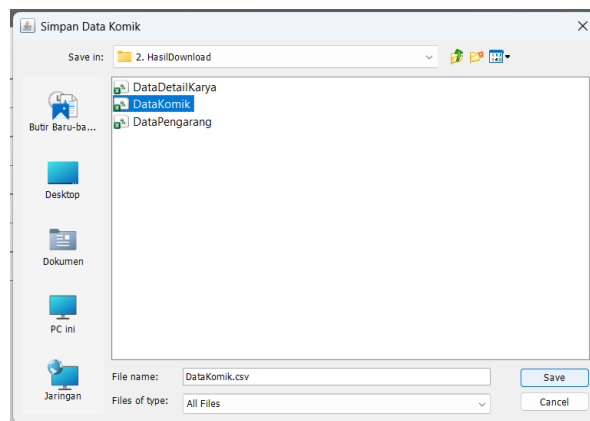 Simpan Data Komik
Save in: 2. HasilDownload
DataDetailKarya
DataKomik
DataPengarang
Butir Baru-ba...
Desktop
Dokumen
PC ini
Jaringan
File name: DataKomik.csv Save
Files of type: All Files Cancel